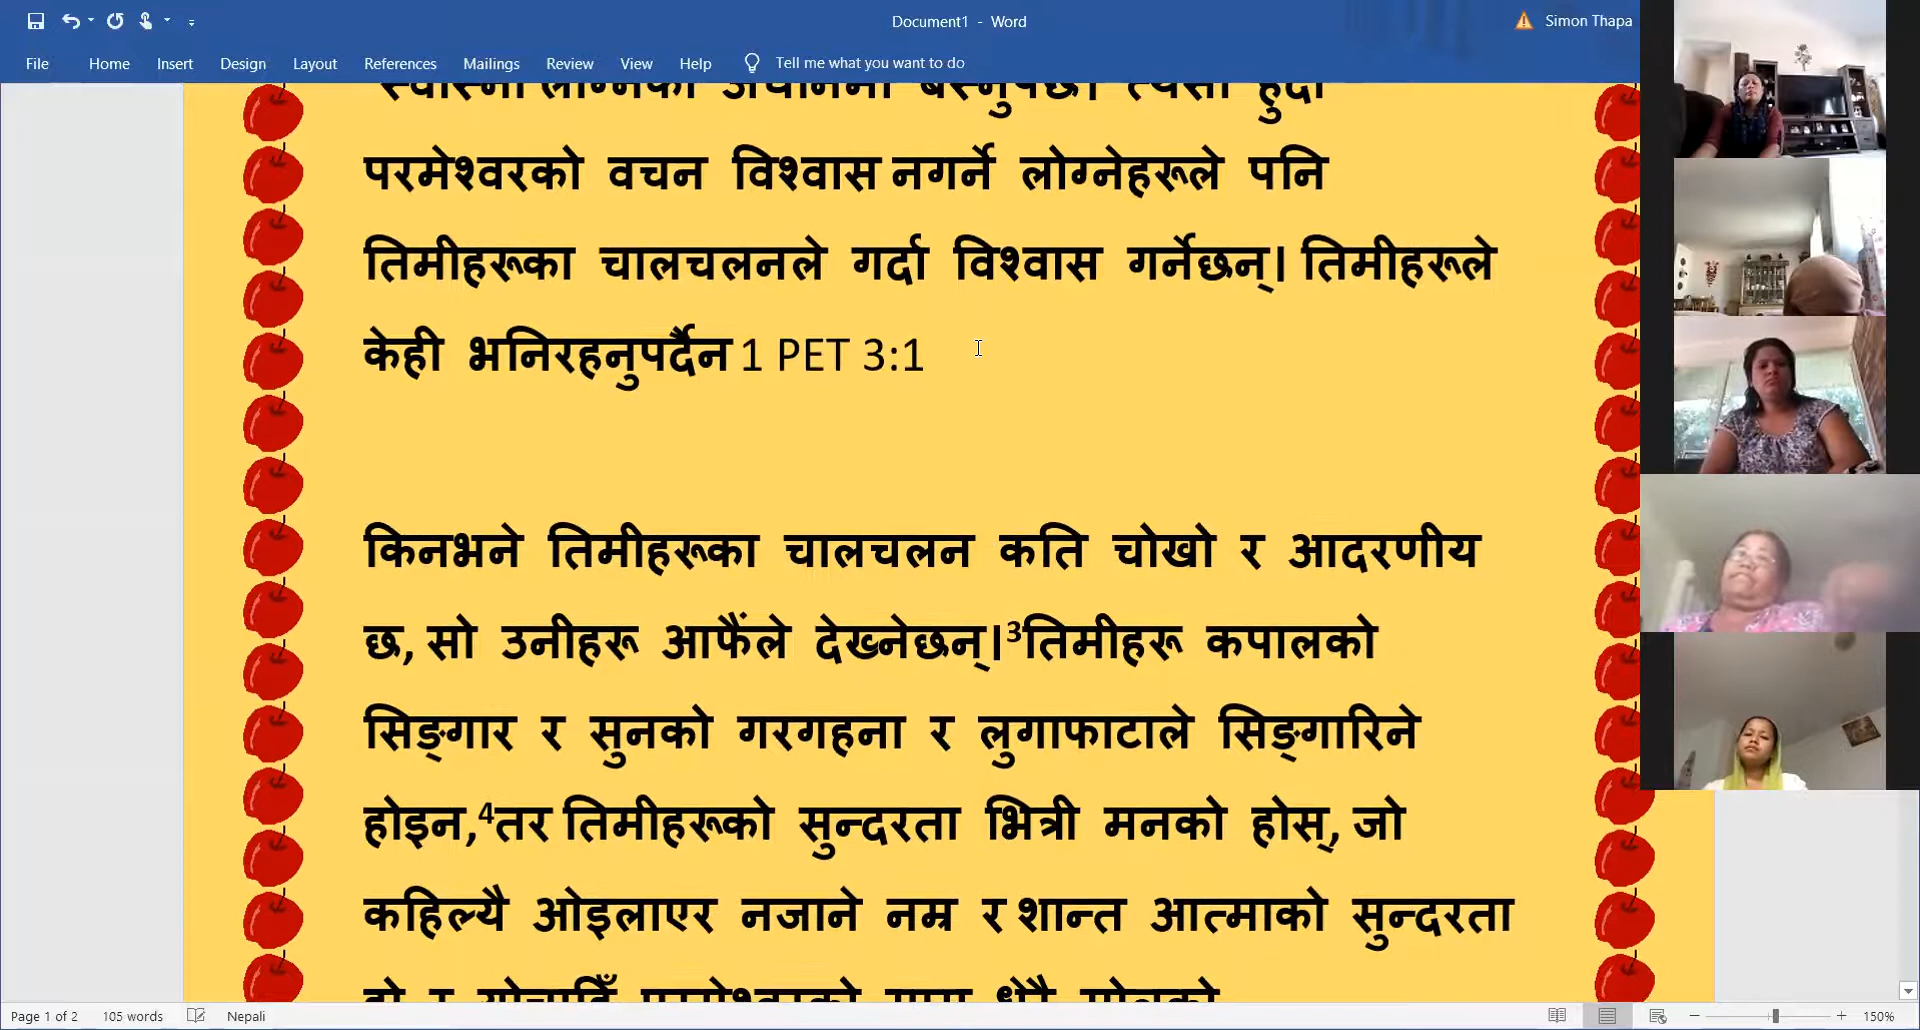 Document1 - Word
Simon Thapa
File Home Insert Design Layout References Mailings Review View Help Tell me what you want to do
परमेश्वरको वचन विश्वास नगर्ने लोग्नेहरूले पनि
तिमीहरूका चालचलनले गर्दा विश्वास गर्नेछन्। तिमीहरूले
केही भनिरहनुपर्दैन 1 PET 3:1
किनभने तिमीहरूका चालचलन कति चोखो र आदरणीय
छ, सो उनीहरू आफैंले देख्नेछन्।³तिमीहरू कपालको
सिङ्गार र सुनको गरगहना र लुगाफाटाले सिङ्गारिने
होइन,⁴तर तिमीहरूको सुन्दरता भित्री मनको होस्, जो
कहिल्यै ओइलाएर नजाने नम्र र शान्त आत्माको सुन्दरता
Page 1 of 2 105 words Nepali 150%